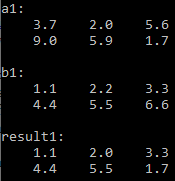 a1:
3.7 2.0 5.6
9.0 5.9 1.7
b1:
1.1 2.2 3.3
4.4 5.5 6.6
result1:
1.1 2.0 3.3
4.4 5.5 1.7